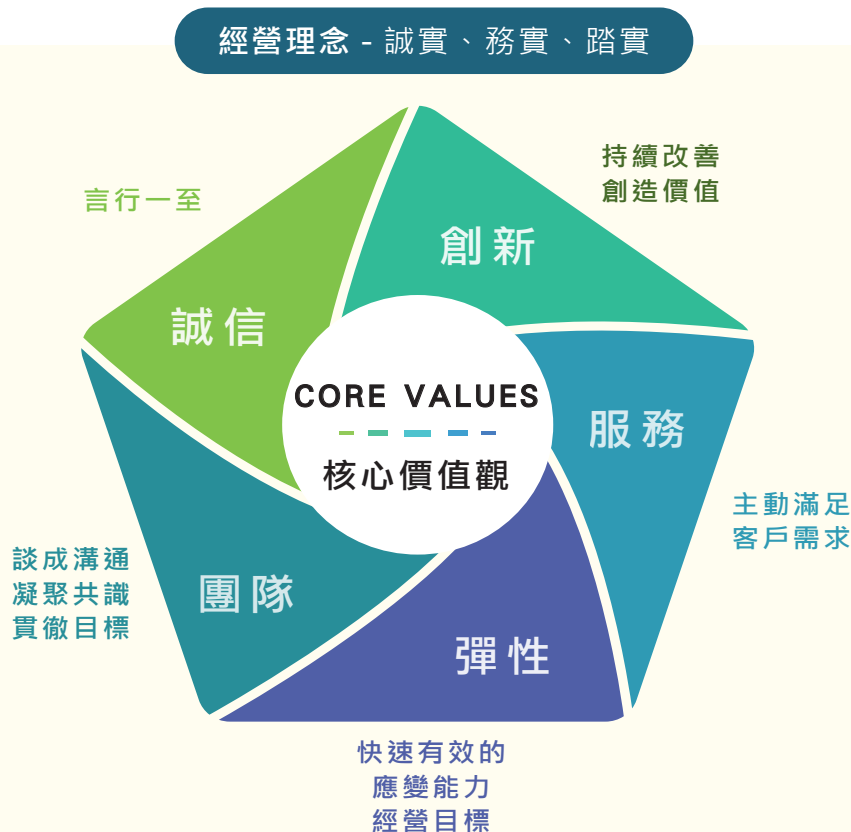 經營理念 - 誠實、務實、踏實
言行一至
誠信
持續改善
創造價值
創新
CORE VALUES
核心價值觀
服務
主動滿足
客戶需求
談成溝通
凝聚共識
貫徹目標
團隊
彈性
快速有效的
應變能力
經營目標